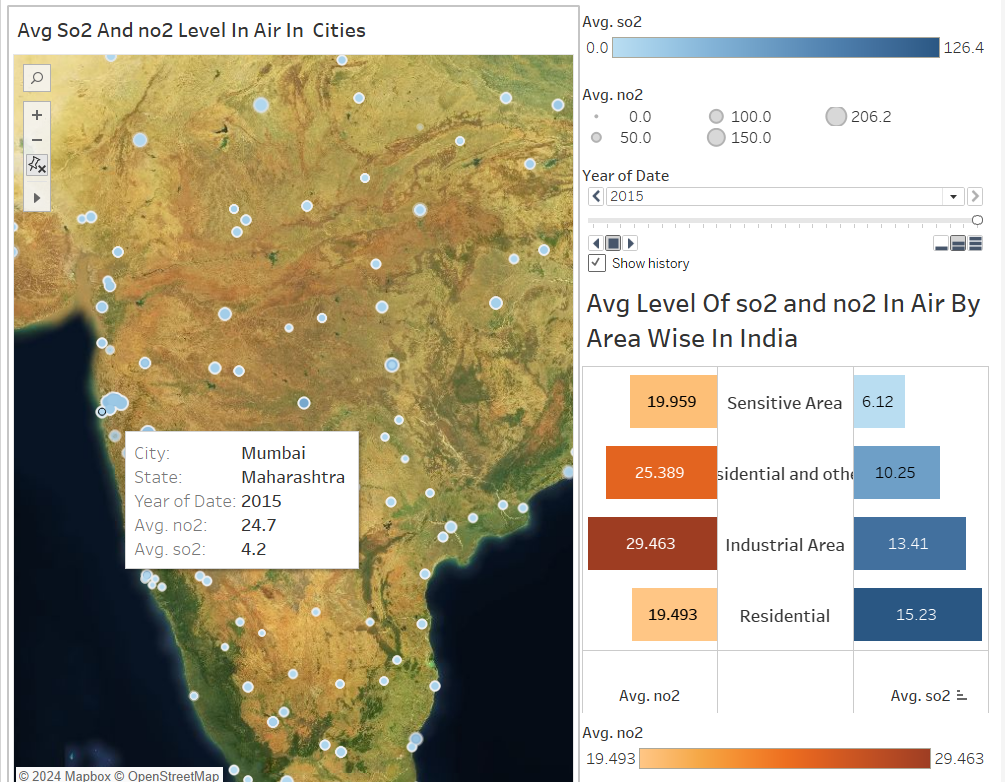 Avg So2 And no2 Level In Air In Cities
City: Mumbai
State: Maharashtra
Year of Date: 2015
Avg. no2: 24.7
Avg. so2: 4.2
© 2024 Mapbox © OpenStreetMap
Avg. so2
0.0 126.4
Avg. no2
0.0 100.0 206.2
50.0 150.0
Year of Date
2015
Show history
Avg Level Of so2 and no2 In Air By
Area Wise In India
19.959 Sensitive Area 6.12
25.389 sidential and othe 10.25
29.463 Industrial Area 13.41
19.493 Residential 15.23
Avg. no2 Avg. so2
Avg. no2
19.493 29.463